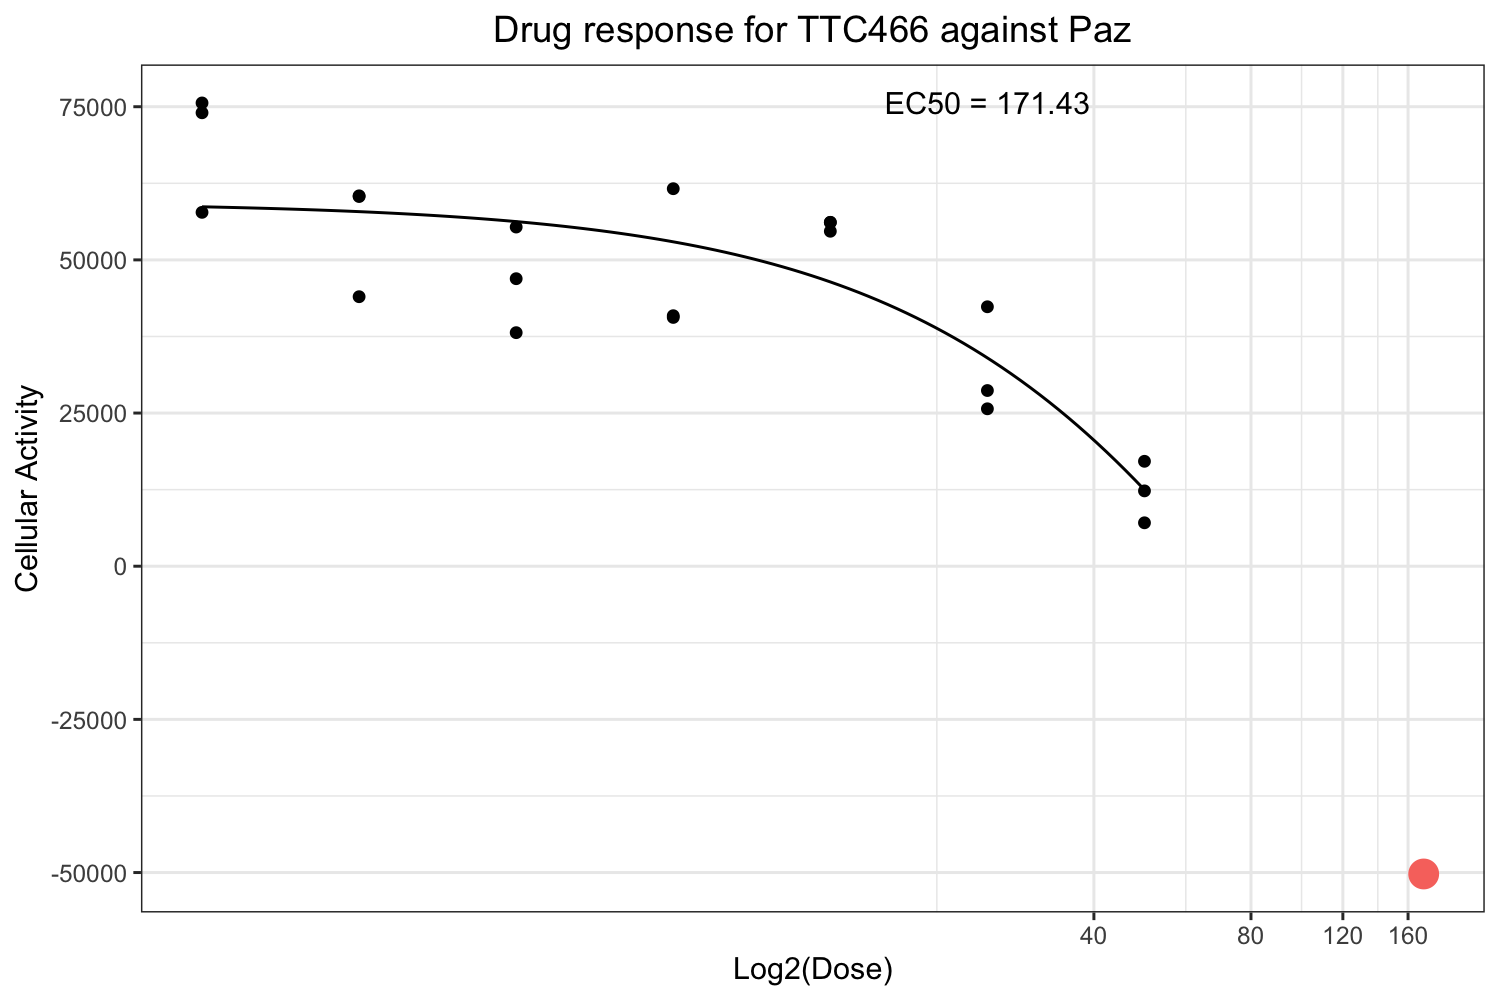 Drug response for TTC466 against Paz
EC50 = 171.43
75000
50000
25000
0
-25000
-50000
Cellular Activity
40 80 120 160
Log2(Dose)